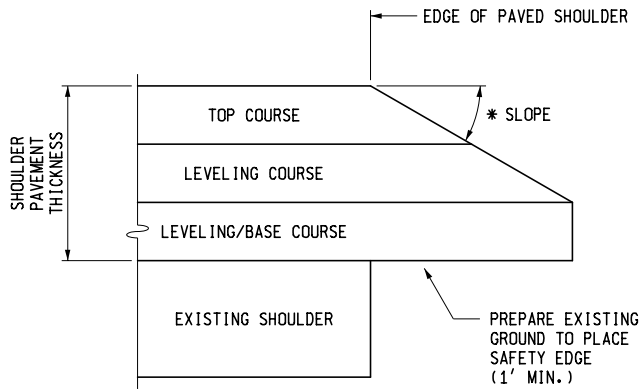 EDGE OF PAVED SHOULDER
TOP COURSE
* SLOPE
SHOULDER
PAVEMENT
THICKNESS
LEVELING COURSE
LEVELING/BASE COURSE
EXISTING SHOULDER
PREPARE EXISTING
GROUND TO PLACE
SAFETY EDGE
(1' MIN.)